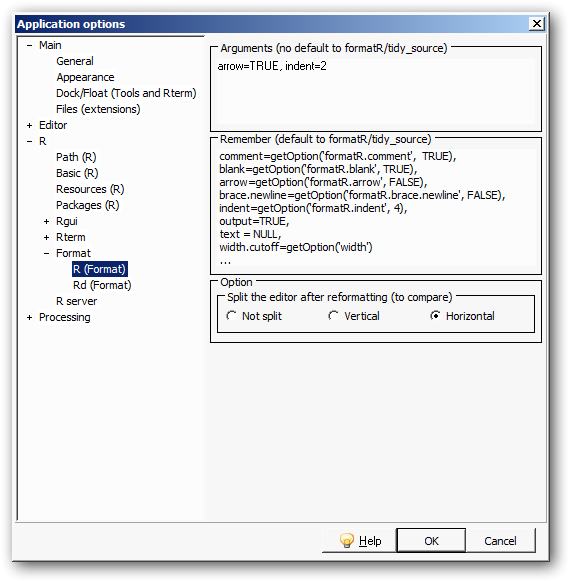 Application options
Main
General
Appearance
Dock/Float (Tools and Rterm)
Files (extensions)
Editor
R
Path (R)
Basic (R)
Resources (R)
Packages (R)
Rgui
Rterm
Format
R (Format)
Rd (Format)
R server
Processing
Arguments (no default to formatR/tidy_source)
arrow=TRUE, indent=2
Remember (default to formatR/tidy_source)
comment=getOption('formatR.comment',  TRUE),
blank=getOption('formatR.blank', TRUE),
arrow=getOption('formatR.arrow', FALSE),
brace.newline=getOption('formatR.brace.newline', FALSE),
indent=getOption('formatR.indent', 4),
output=TRUE,
text = NULL,
width.cutoff=getOption('width')
...
Option
Split the editor after reformatting (to compare)
Not split Vertical Horizontal
Help OK Cancel